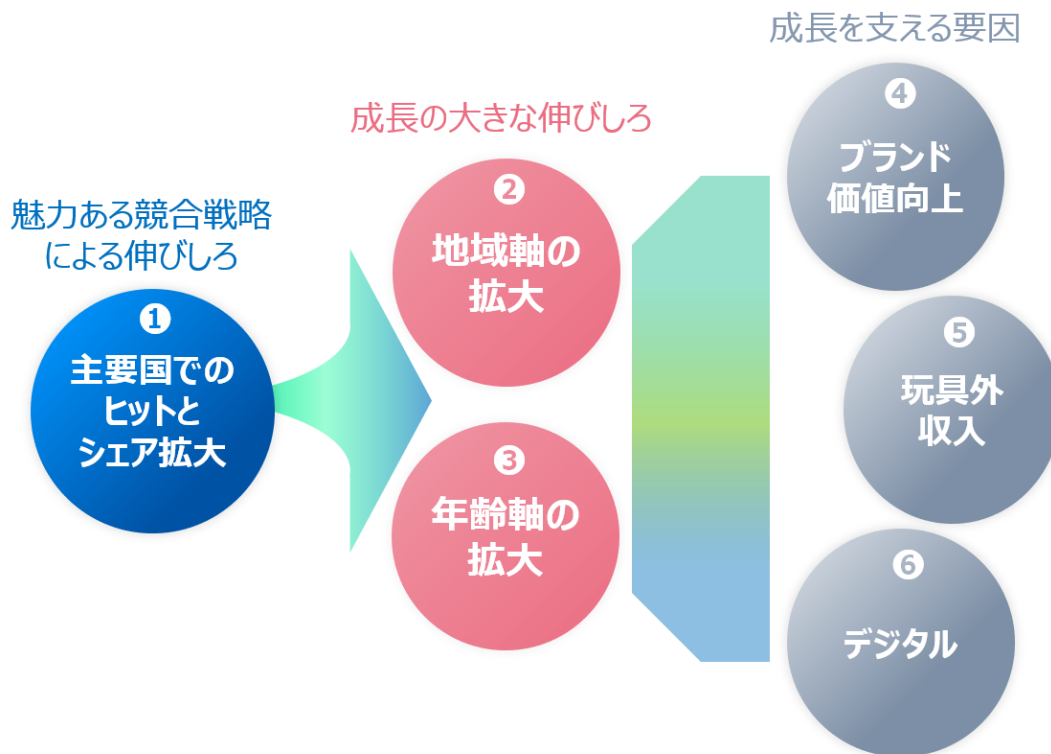 魅力ある競合戦略
による伸びしろ
❶
主要国での
ヒットと
シェア拡大
成長の大きな伸びしろ
❷
地域軸の
拡大
❸
年齢軸の
拡大
成長を支える要因
❹
ブランド
価値向上
❺
玩具外
収入
❻
デジタル